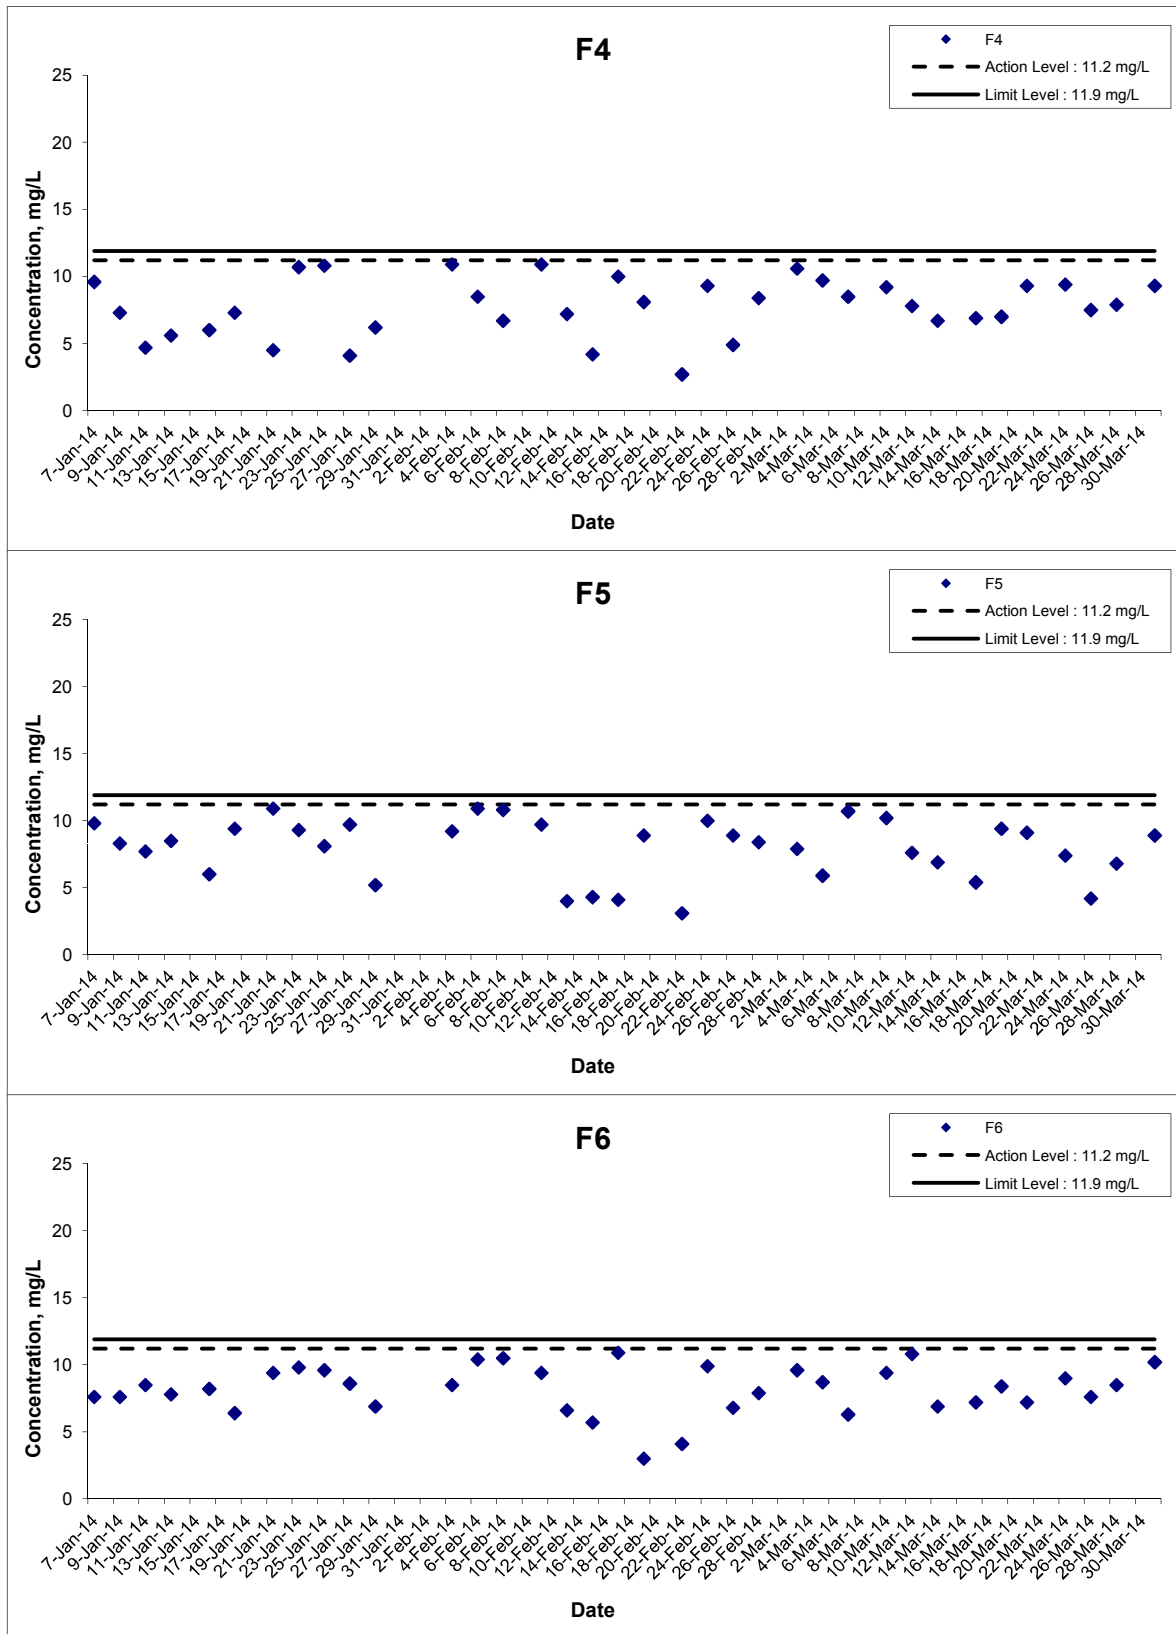 F4
F4
Action Level : 11.2 mg/L
Limit Level : 11.9 mg/L
25
20
15
10
5
0
Concentration, mg/L
7-Jan-14
9-Jan-14
11-Jan-14
13-Jan-14
15-Jan-14
17-Jan-14
19-Jan-14
21-Jan-14
23-Jan-14
25-Jan-14
27-Jan-14
29-Jan-14
31-Jan-14
2-Feb-14
4-Feb-14
6-Feb-14
8-Feb-14
10-Feb-14
12-Feb-14
14-Feb-14
16-Feb-14
18-Feb-14
20-Feb-14
22-Feb-14
24-Feb-14
26-Feb-14
28-Feb-14
2-Mar-14
4-Mar-14
6-Mar-14
8-Mar-14
10-Mar-14
12-Mar-14
14-Mar-14
16-Mar-14
18-Mar-14
20-Mar-14
22-Mar-14
24-Mar-14
26-Mar-14
28-Mar-14
30-Mar-14
Date
F5
F5
Action Level : 11.2 mg/L
Limit Level : 11.9 mg/L
25
20
15
10
5
0
Concentration, mg/L
7-Jan-14
9-Jan-14
11-Jan-14
13-Jan-14
15-Jan-14
17-Jan-14
19-Jan-14
21-Jan-14
23-Jan-14
25-Jan-14
27-Jan-14
29-Jan-14
31-Jan-14
2-Feb-14
4-Feb-14
6-Feb-14
8-Feb-14
10-Feb-14
12-Feb-14
14-Feb-14
16-Feb-14
18-Feb-14
20-Feb-14
22-Feb-14
24-Feb-14
26-Feb-14
28-Feb-14
2-Mar-14
4-Mar-14
6-Mar-14
8-Mar-14
10-Mar-14
12-Mar-14
14-Mar-14
16-Mar-14
18-Mar-14
20-Mar-14
22-Mar-14
24-Mar-14
26-Mar-14
28-Mar-14
30-Mar-14
Date
F6
F6
Action Level : 11.2 mg/L
Limit Level : 11.9 mg/L
25
20
15
10
5
0
Concentration, mg/L
7-Jan-14
9-Jan-14
11-Jan-14
13-Jan-14
15-Jan-14
17-Jan-14
19-Jan-14
21-Jan-14
23-Jan-14
25-Jan-14
27-Jan-14
29-Jan-14
31-Jan-14
2-Feb-14
4-Feb-14
6-Feb-14
8-Feb-14
10-Feb-14
12-Feb-14
14-Feb-14
16-Feb-14
18-Feb-14
20-Feb-14
22-Feb-14
24-Feb-14
26-Feb-14
28-Feb-14
2-Mar-14
4-Mar-14
6-Mar-14
8-Mar-14
10-Mar-14
12-Mar-14
14-Mar-14
16-Mar-14
18-Mar-14
20-Mar-14
22-Mar-14
24-Mar-14
26-Mar-14
28-Mar-14
30-Mar-14
Date